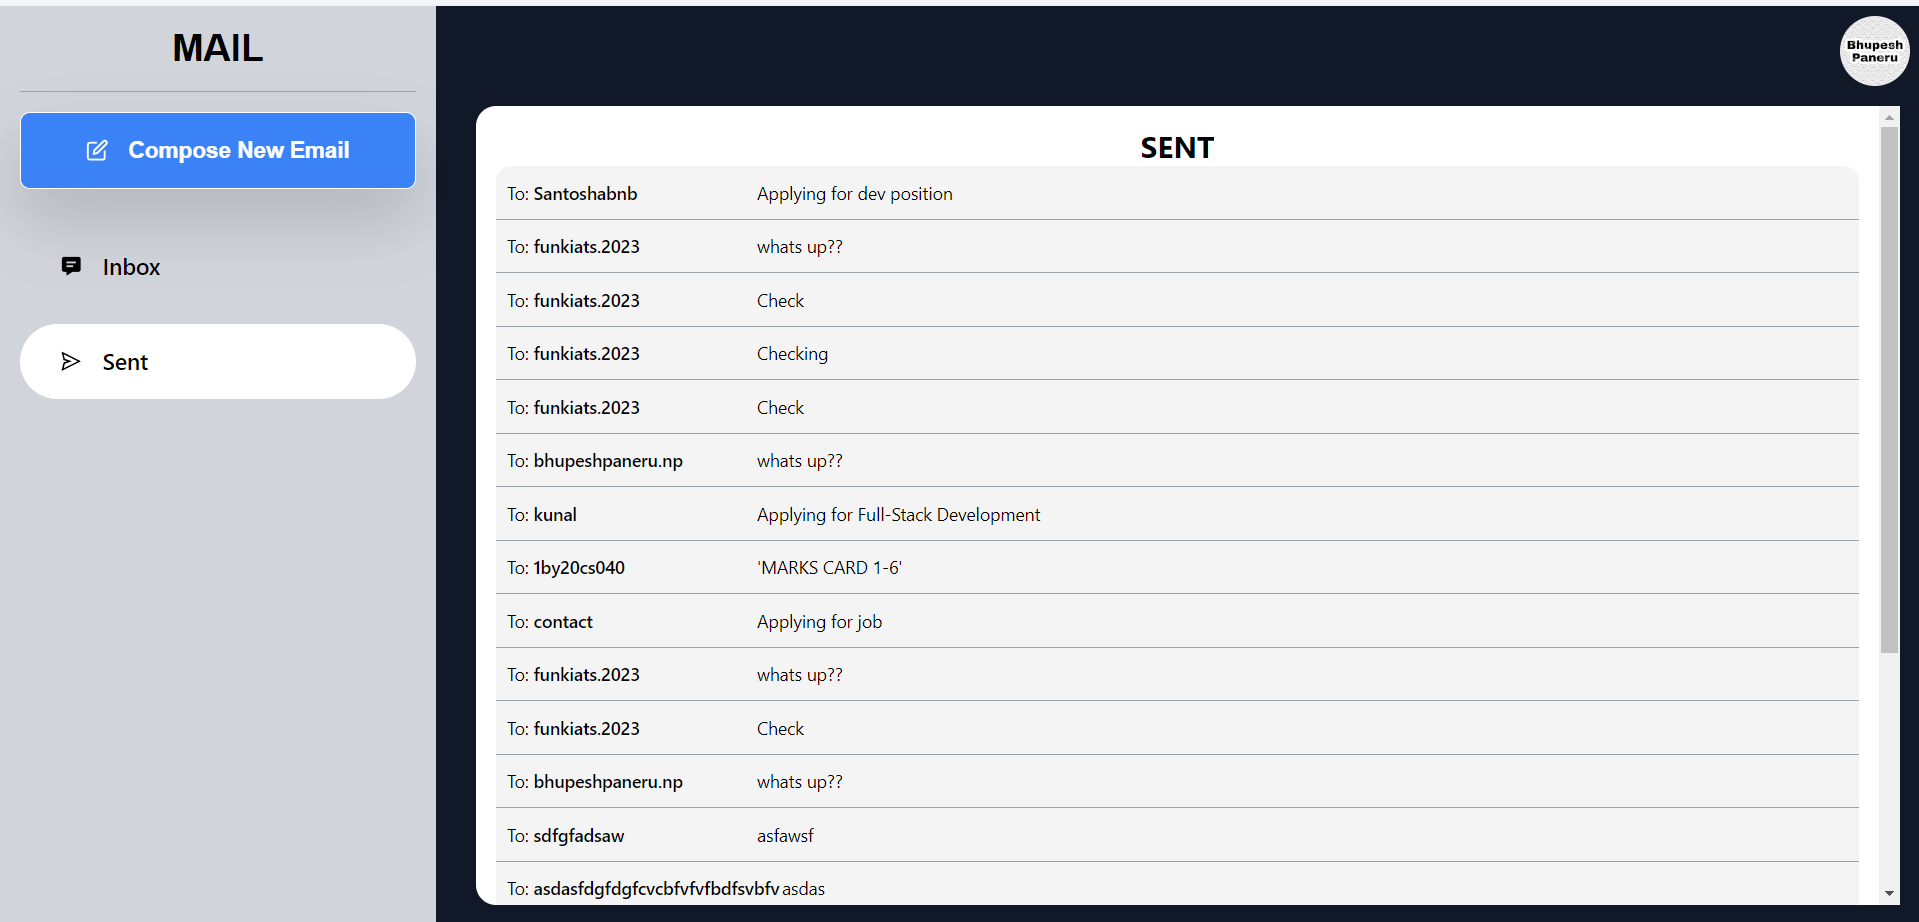 MAIL
Compose New Email
Inbox
Sent
Bhupesh
Paneru
SENT
To: Santoshabnb Applying for dev position
To: funkiats.2023 whats up??
To: funkiats.2023 Check
To: funkiats.2023 Checking
To: funkiats.2023 Check
To: bhupeshpaneru.np whats up??
To: kunal Applying for Full-Stack Development
To: 1by20cs040 'MARKS CARD 1-6'
To: contact Applying for job
To: funkiats.2023 whats up??
To: funkiats.2023 Check
To: bhupeshpaneru.np whats up??
To: sdfgfadsaw asfawsf
To: asdasfdgfdgfcvcbfvfvfbdfsvbfv asdas